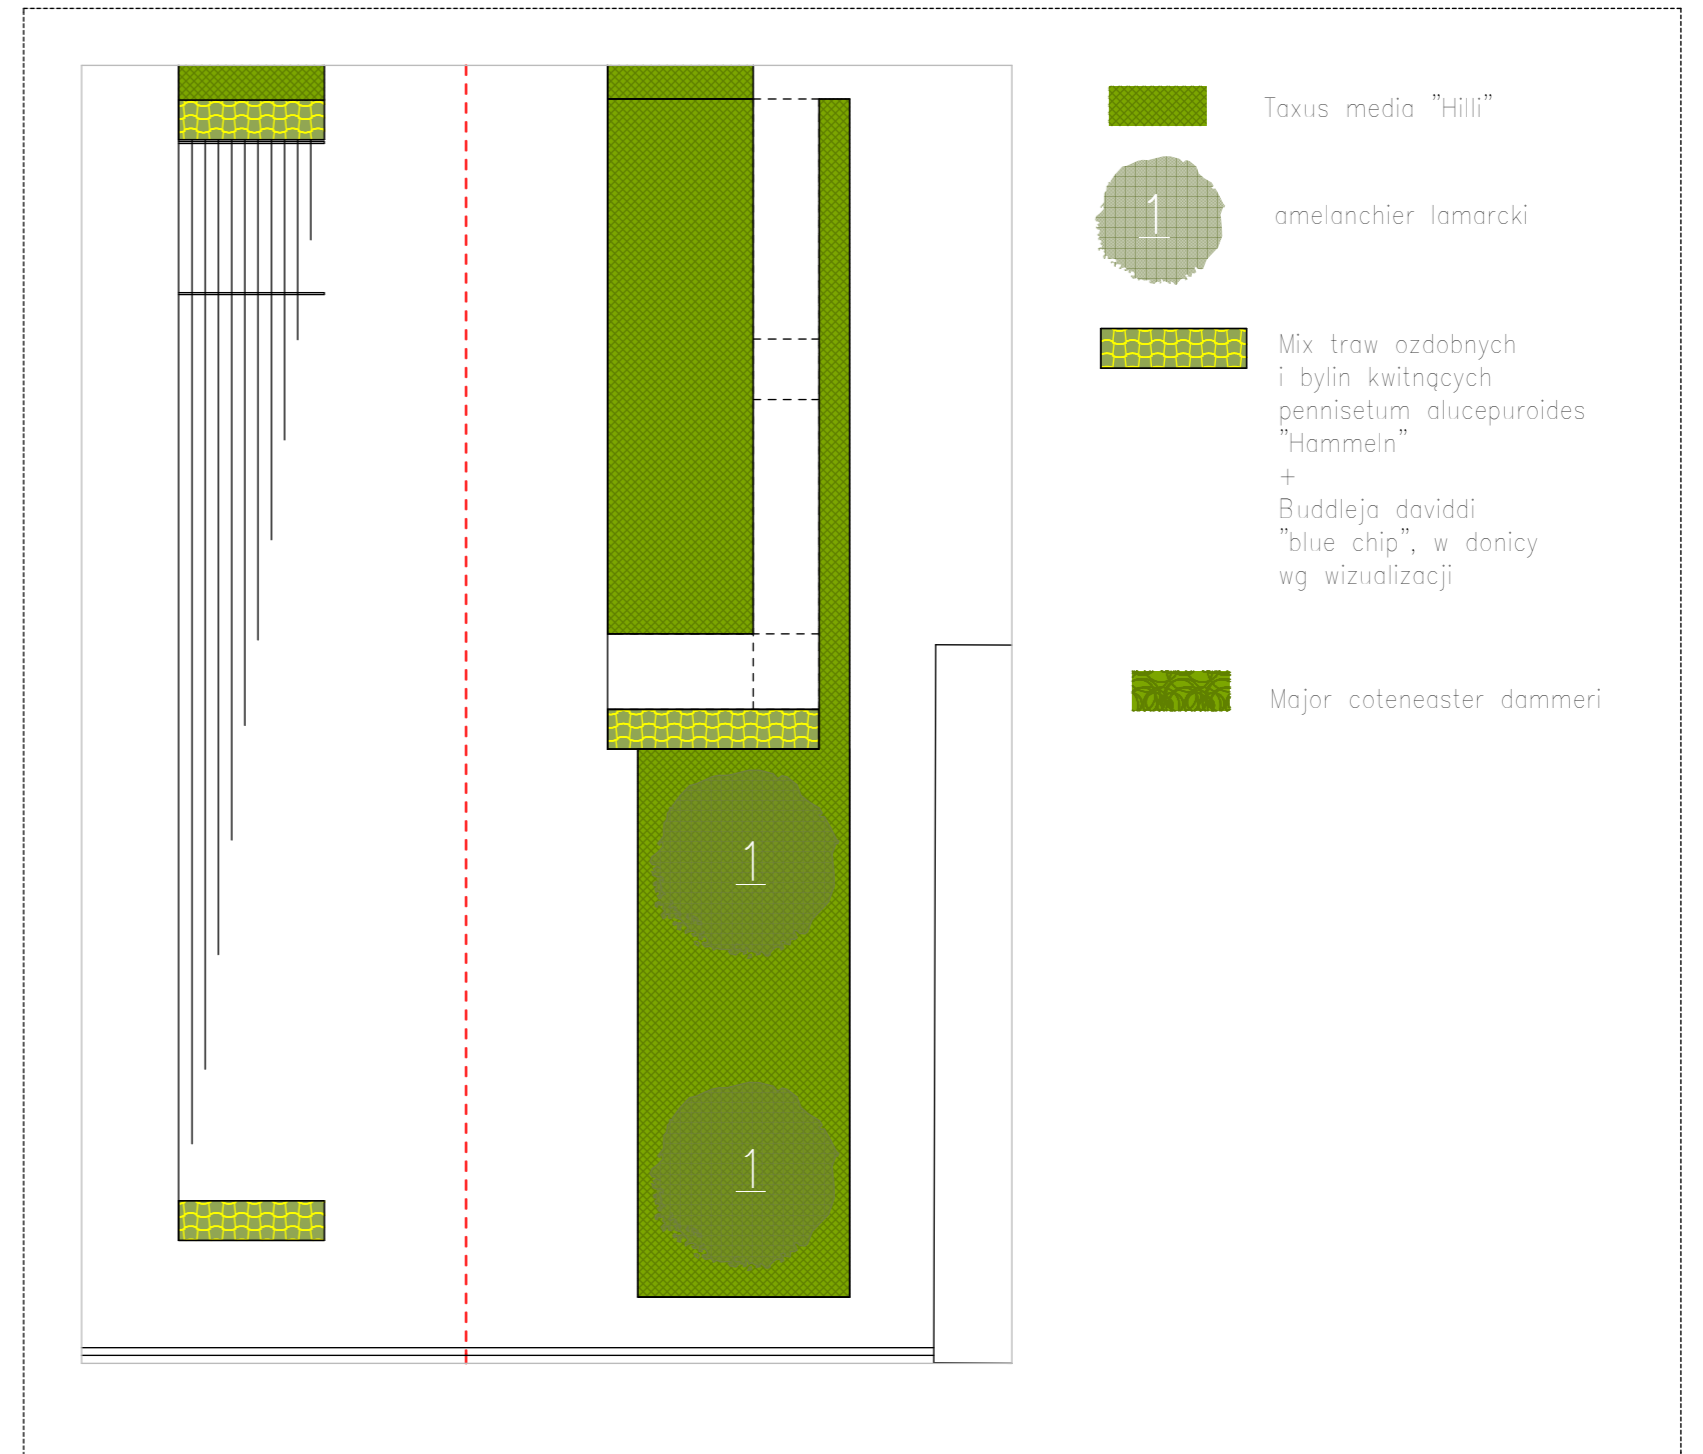 Taxus media "Hilli"
1
amelanchier lamarcki
Mix traw ozdobnych
i bylin kwitnących
pennisetum alucepuroides
"Hammeln"
+
Buddleja daviddi
"blue chip", w donicy
wg wizualizacji
Major coteneaster dammeri
1
1